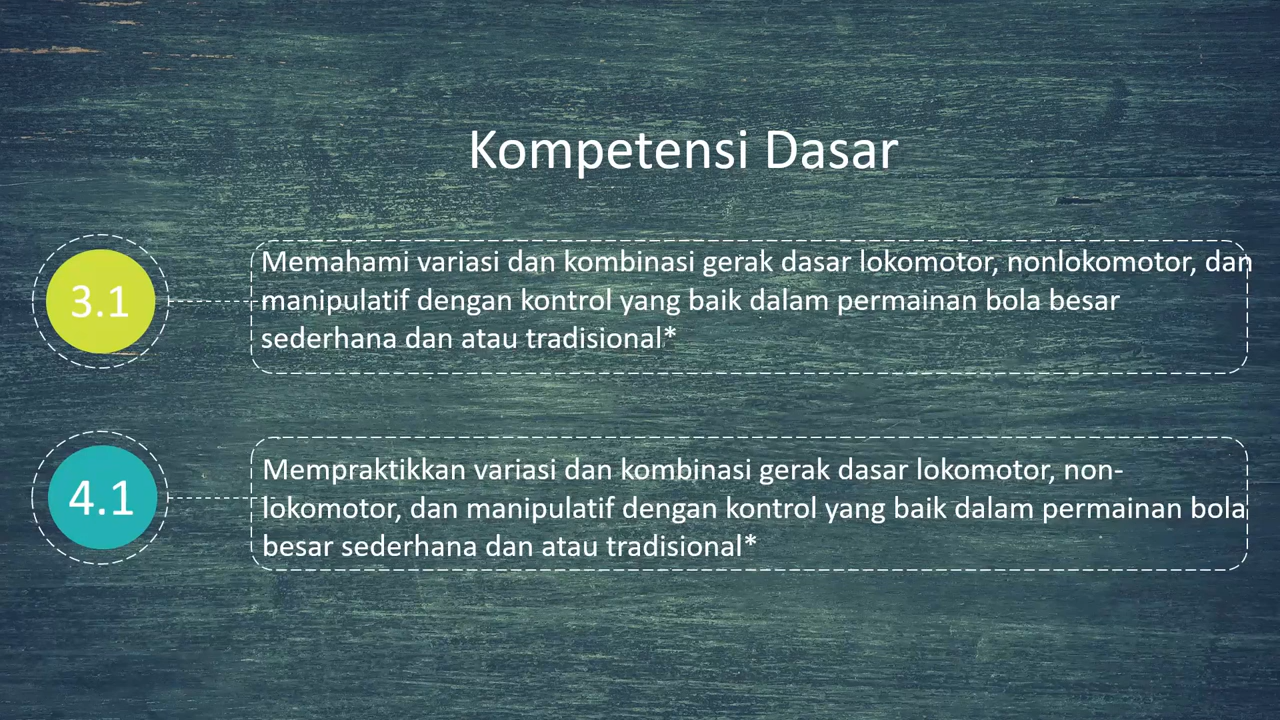 Kompetensi Dasar
3.1
Memahami variasi dan kombinasi gerak dasar lokomotor, nonlokomotor, dan
manipulatif dengan kontrol yang baik dalam permainan bola besar
sederhana dan atau tradisional*
4.1
Mempraktikkan variasi dan kombinasi gerak dasar lokomotor, non-
lokomotor, dan manipulatif dengan kontrol yang baik dalam permainan bola
besar sederhana dan atau tradisional*